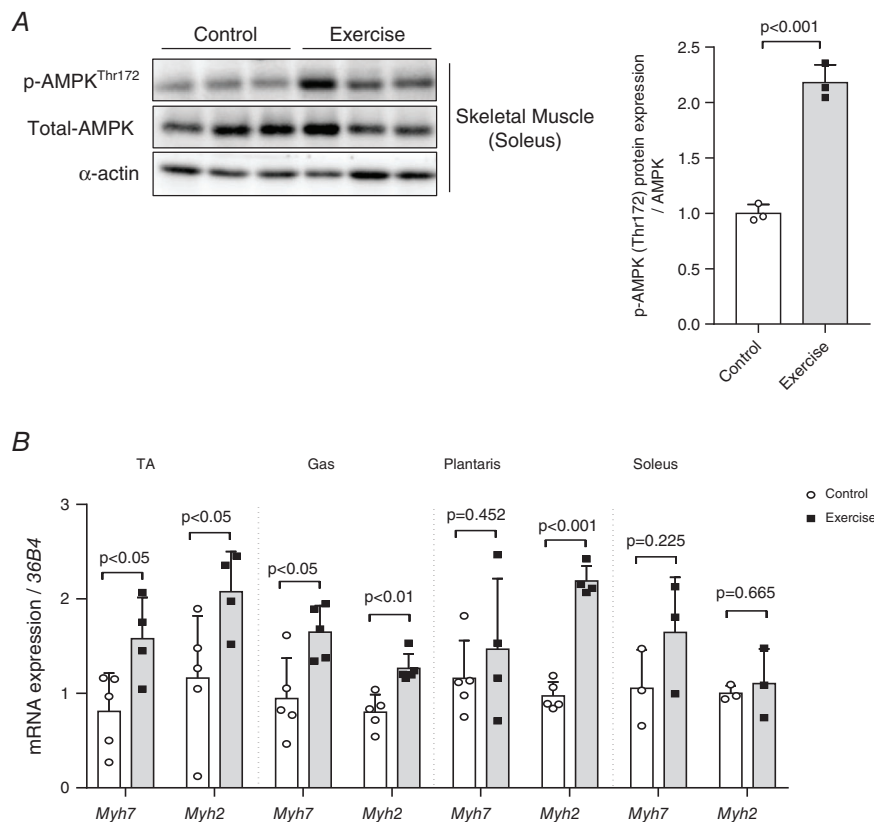 A
Control Exercise
p-AMPKThr172
Total-AMPK
α-actin
Skeletal Muscle
(Soleus)
p<0.001
p-AMPK (Thr172) protein expression
/ AMPK
2.5
2.0
1.5
1.0
0.5
0.0
Control
Exercise
B
TA Gas Plantaris Soleus
Control
Exercise
mRNA expression / 36B4
3
2
1
0
p<0.05 p<0.05 p<0.05 p<0.01 p=0.452 p<0.001 p=0.225 p=0.665
Myh7 Myh2 Myh7 Myh2 Myh7 Myh2 Myh7 Myh2